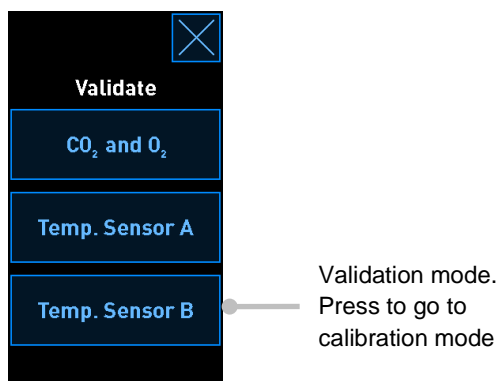 Validate
CO₂ and O₂
Temp. Sensor A
Temp. Sensor B
Validation mode.
Press to go to
calibration mode